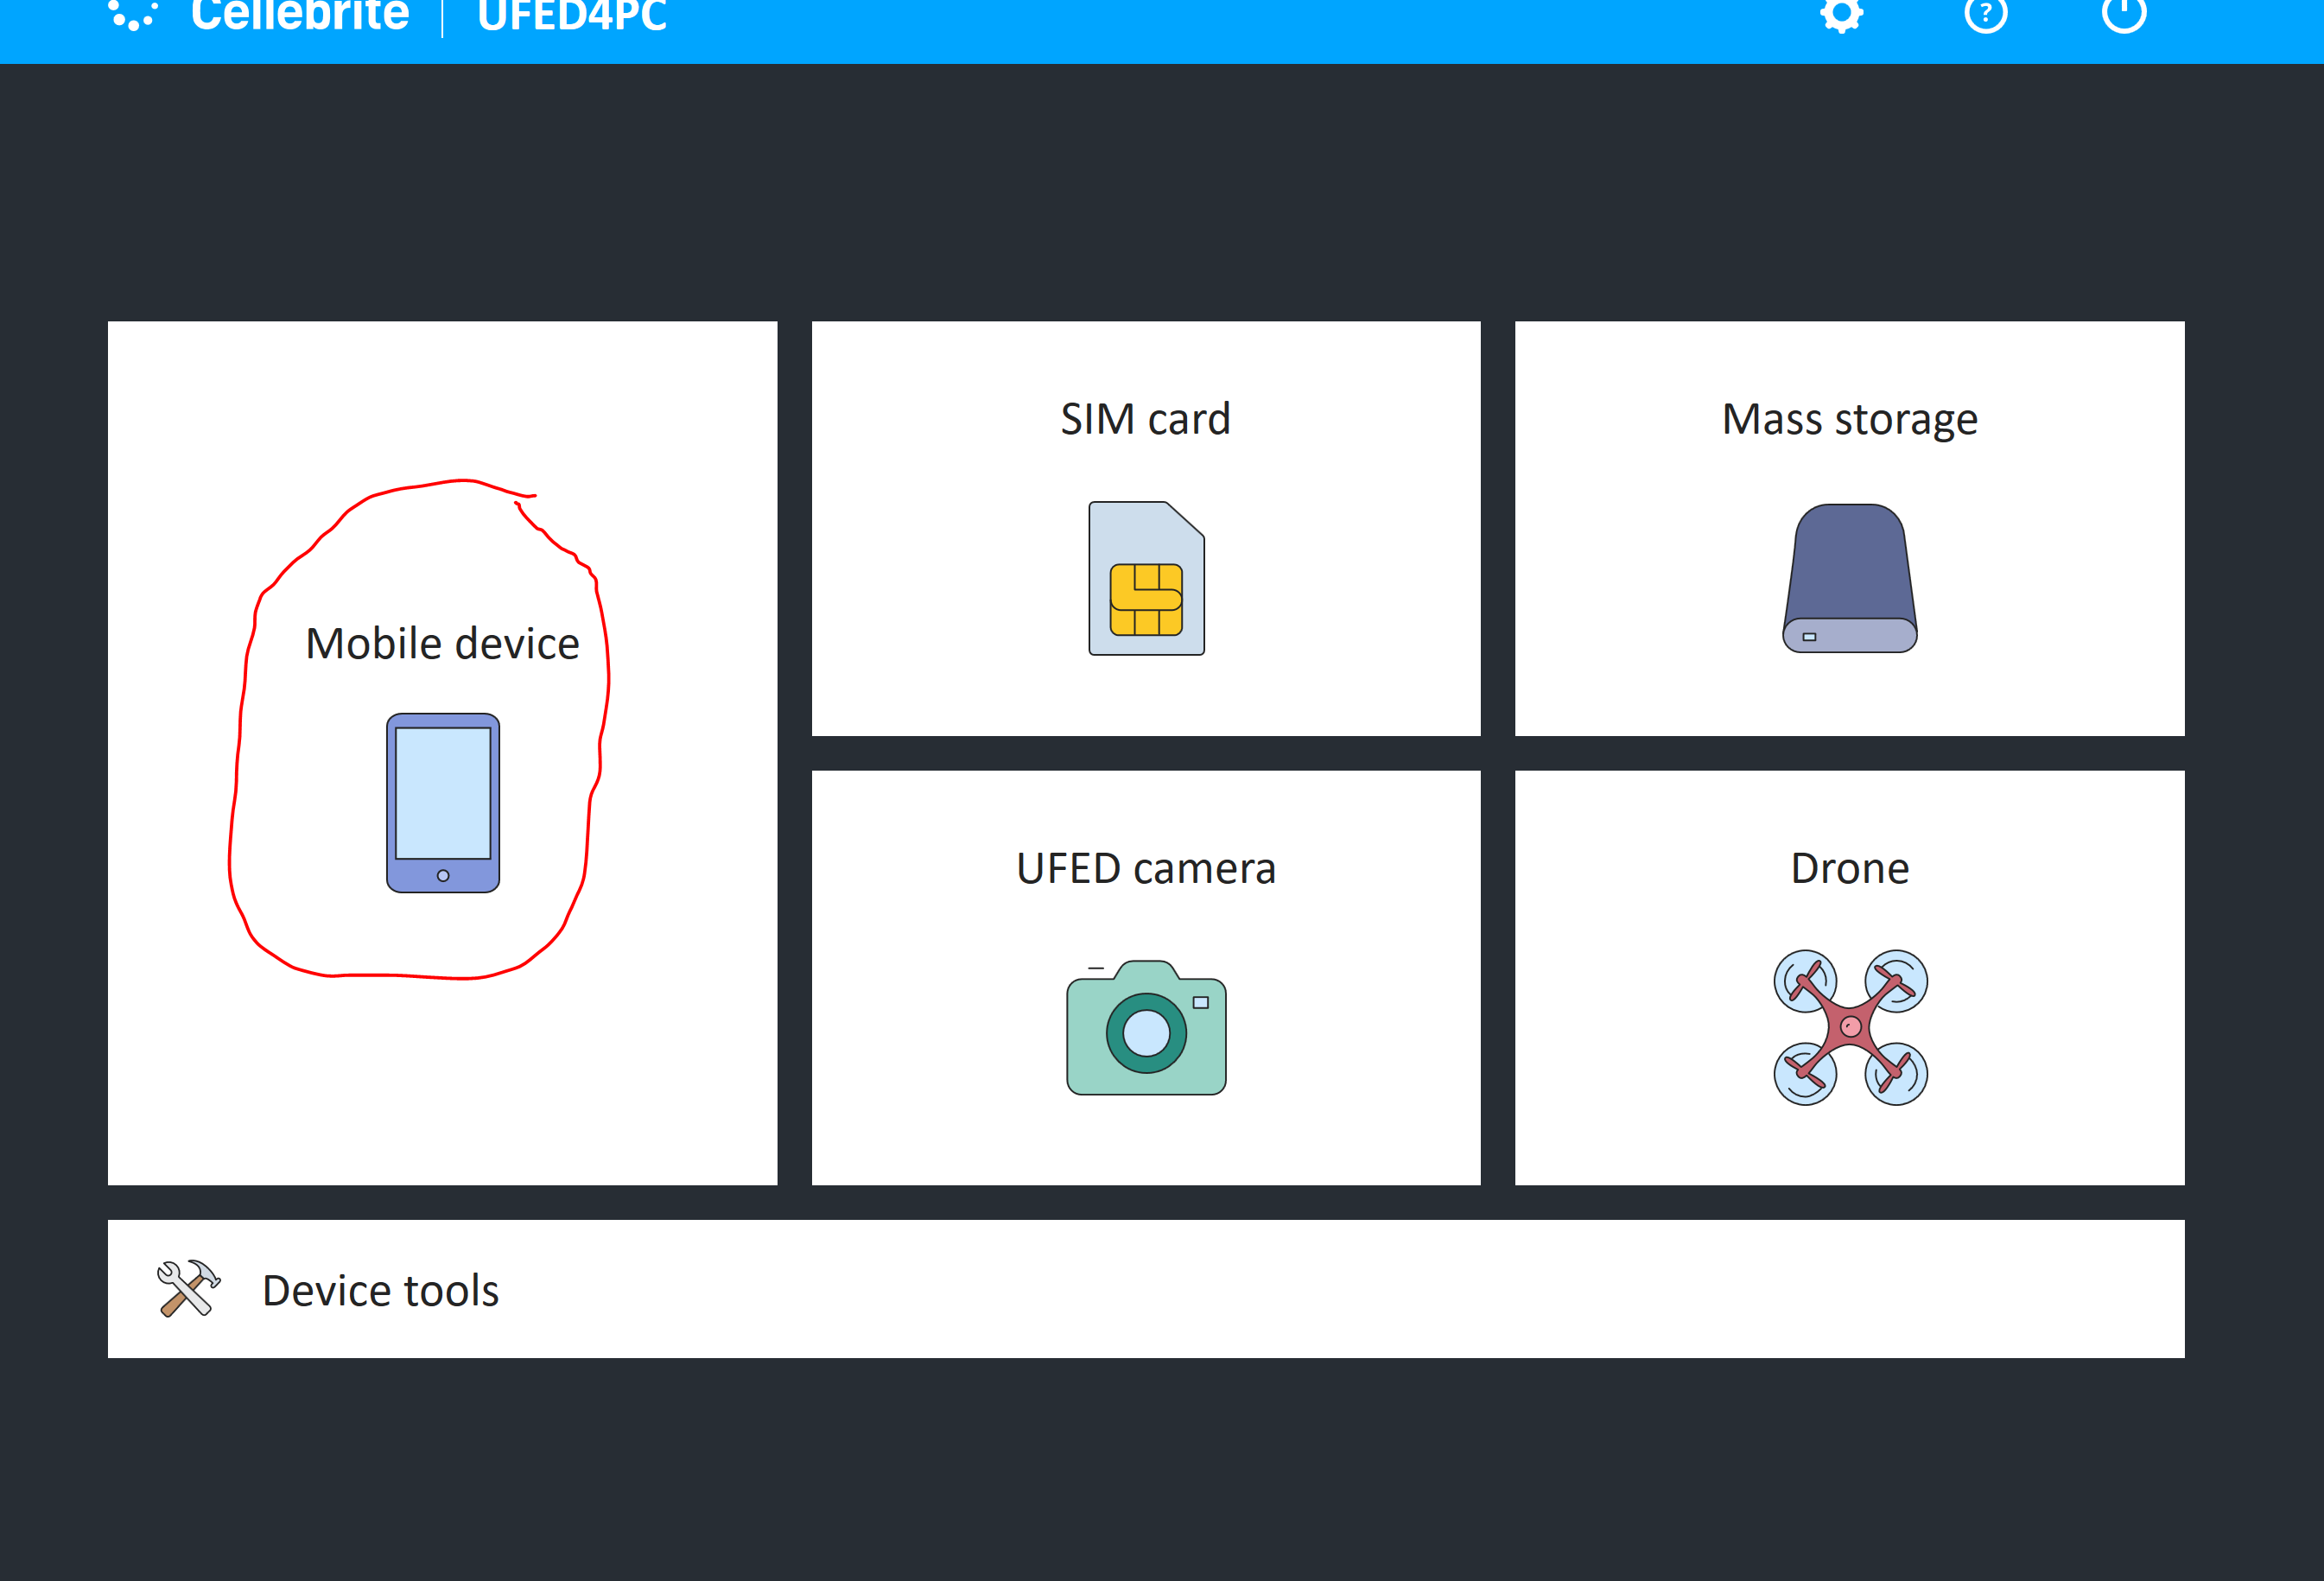 Cellebrite | UFED4PC
?
Mobile device
SIM card
Mass storage
UFED camera
Drone
Device tools